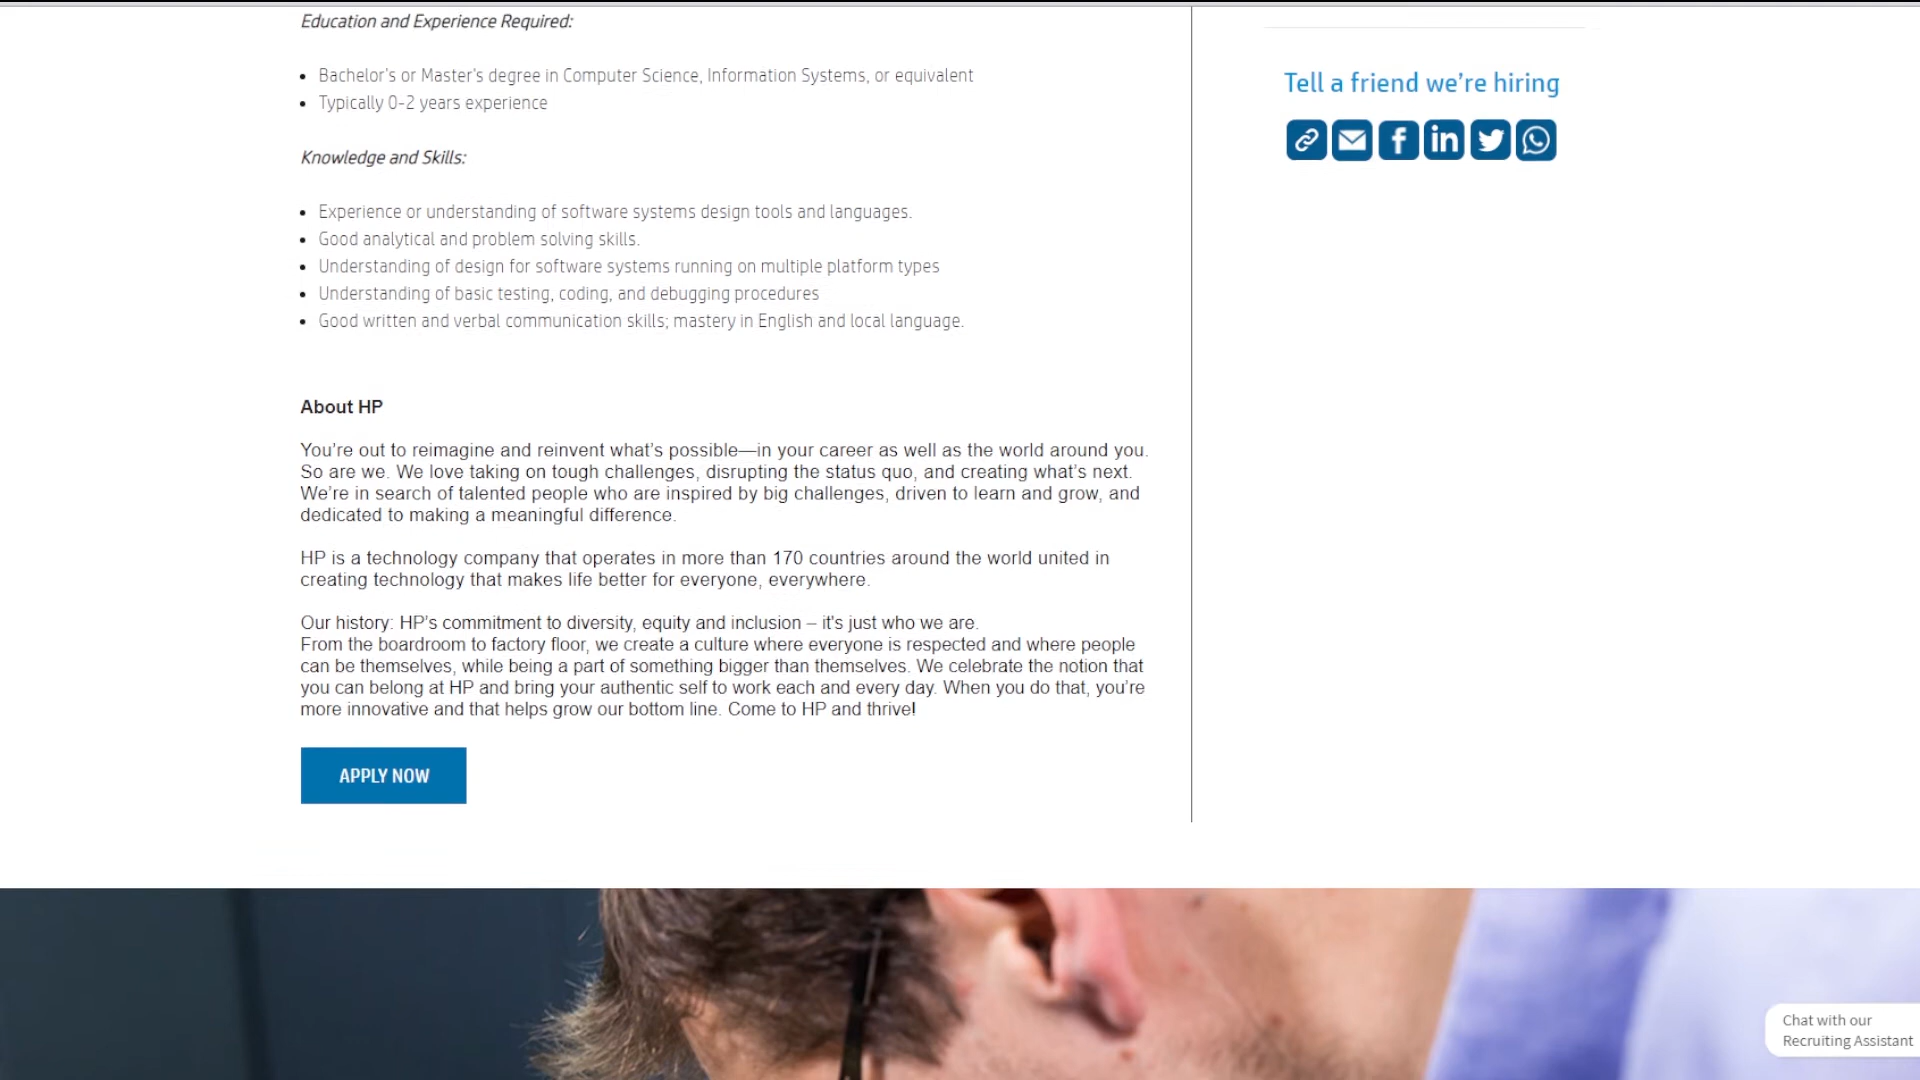 Education and Experience Required:
Bachelor's or Master's degree in Computer Science, Information Systems, or equivalent
Typically 0-2 years experience
Knowledge and Skills:
Experience or understanding of software systems design tools and languages.
Good analytical and problem solving skills.
Understanding of design for software systems running on multiple platform types
Understanding of basic testing, coding, and debugging procedures
Good written and verbal communication skills; mastery in English and local language.
About HP
You’re out to reimagine and reinvent what’s possible—in your career as well as the world around you.
So are we. We love taking on tough challenges, disrupting the status quo, and creating what’s next.
We’re in search of talented people who are inspired by big challenges, driven to learn and grow, and
dedicated to making a meaningful difference.
HP is a technology company that operates in more than 170 countries around the world united in
creating technology that makes life better for everyone, everywhere.
Our history: HP’s commitment to diversity, equity and inclusion – it's just who we are.
From the boardroom to factory floor, we create a culture where everyone is respected and where people
can be themselves, while being a part of something bigger than themselves. We celebrate the notion that
you can belong at HP and bring your authentic self to work each and every day. When you do that, you’re
more innovative and that helps grow our bottom line. Come to HP and thrive!
APPLY NOW
Tell a friend we’re hiring
Chat with our
Recruiting Assistant